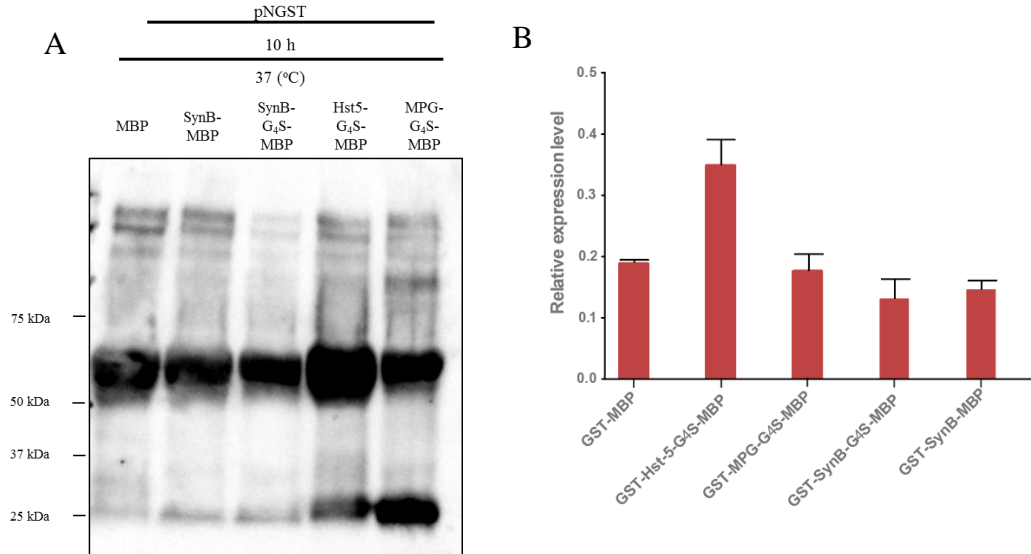 A
pNGST
10 h
37 (°C)
MBP
SynB-
MBP
SynB-
G₄S-
MBP
Hst5-
G₄S-
MBP
MPG-
G₄S-
MBP
75 kDa
50 kDa
37 kDa
25 kDa
B
Relative expression level
0.5
0.4
0.3
0.2
0.1
0.0
GST-MBP
GST-Hst-5-G4S-MBP
GST-MPG-G4S-MBP
GST-SynB-G4S-MBP
GST-SynB-MBP